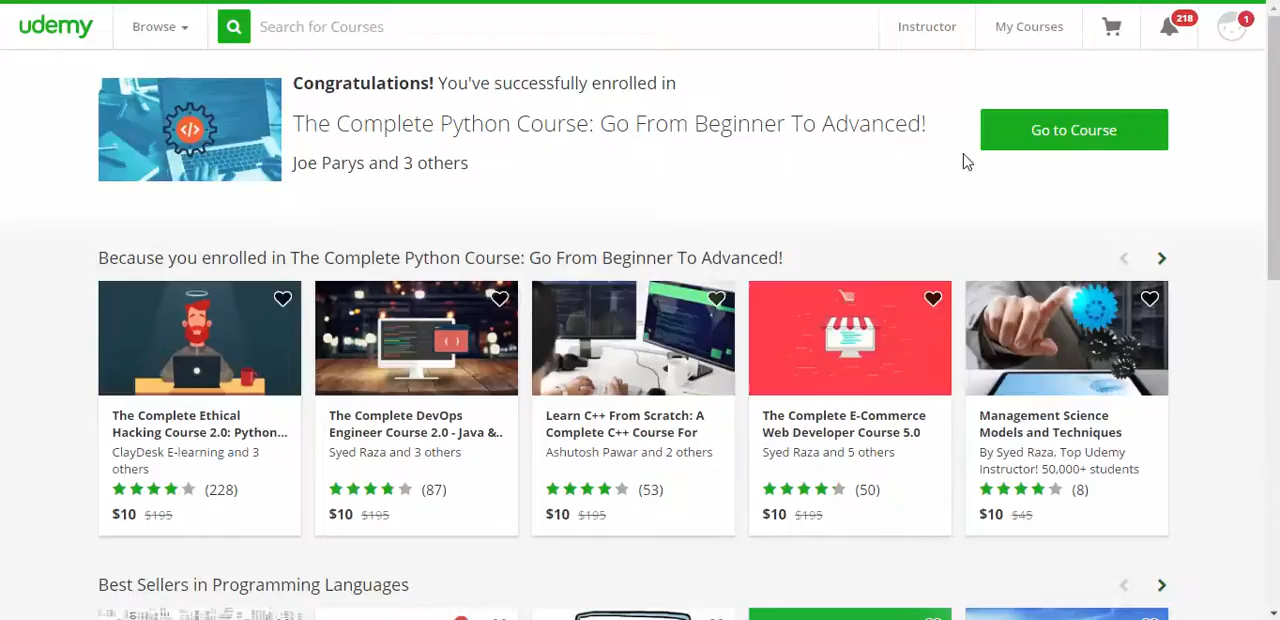 udemy
Browse
Search for Courses
Instructor
My Courses
218
1
Congratulations! You've successfully enrolled in
The Complete Python Course: Go From Beginner To Advanced!
Go to Course
Joe Parys and 3 others
Because you enrolled in The Complete Python Course: Go From Beginner To Advanced!
The Complete Ethical
Hacking Course 2.0: Python...
ClayDesk E-learning and 3
others
(228)
$10 $195
The Complete DevOps
Engineer Course 2.0 - Java &..
Syed Raza and 3 others
(87)
$10 $195
Learn C++ From Scratch: A
Complete C++ Course For
Ashutosh Pawar and 2 others
(53)
$10 $195
The Complete E-Commerce
Web Developer Course 5.0
Syed Raza and 5 others
(50)
$10 $195
Management Science
Models and Techniques
By Syed Raza, Top Udemy
Instructor! 50,000+ students
(8)
$10 $45
Best Sellers in Programming Languages